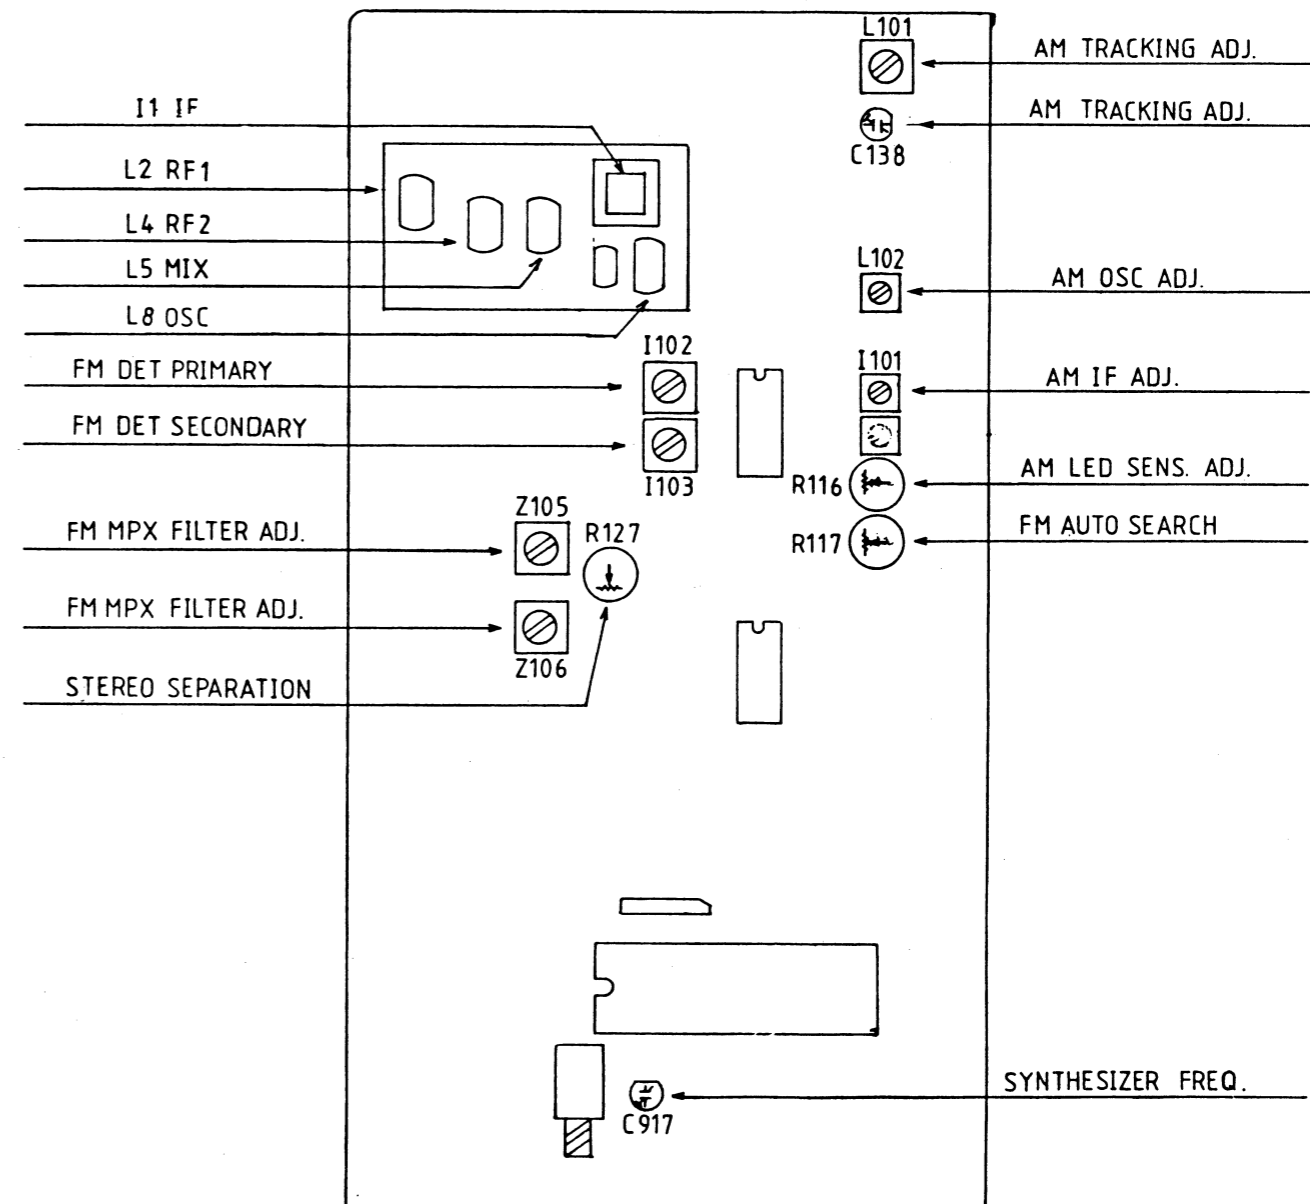 L101
AM TRACKING ADJ.
I1 IF
AM TRACKING ADJ.
C138
L2 RF1
L4 RF2
L5 MIX
L102
AM OSC ADJ.
L8 OSC
I102
I101
FM DET PRIMARY
AM IF ADJ.
FM DET SECONDARY
I103
R116
AM LED SENS. ADJ.
Z105
R127
R117
FM AUTO SEARCH
FM MPX FILTER ADJ.
FM MPX FILTER ADJ.
Z106
STEREO SEPARATION
SYNTHESIZER FREQ.
C917